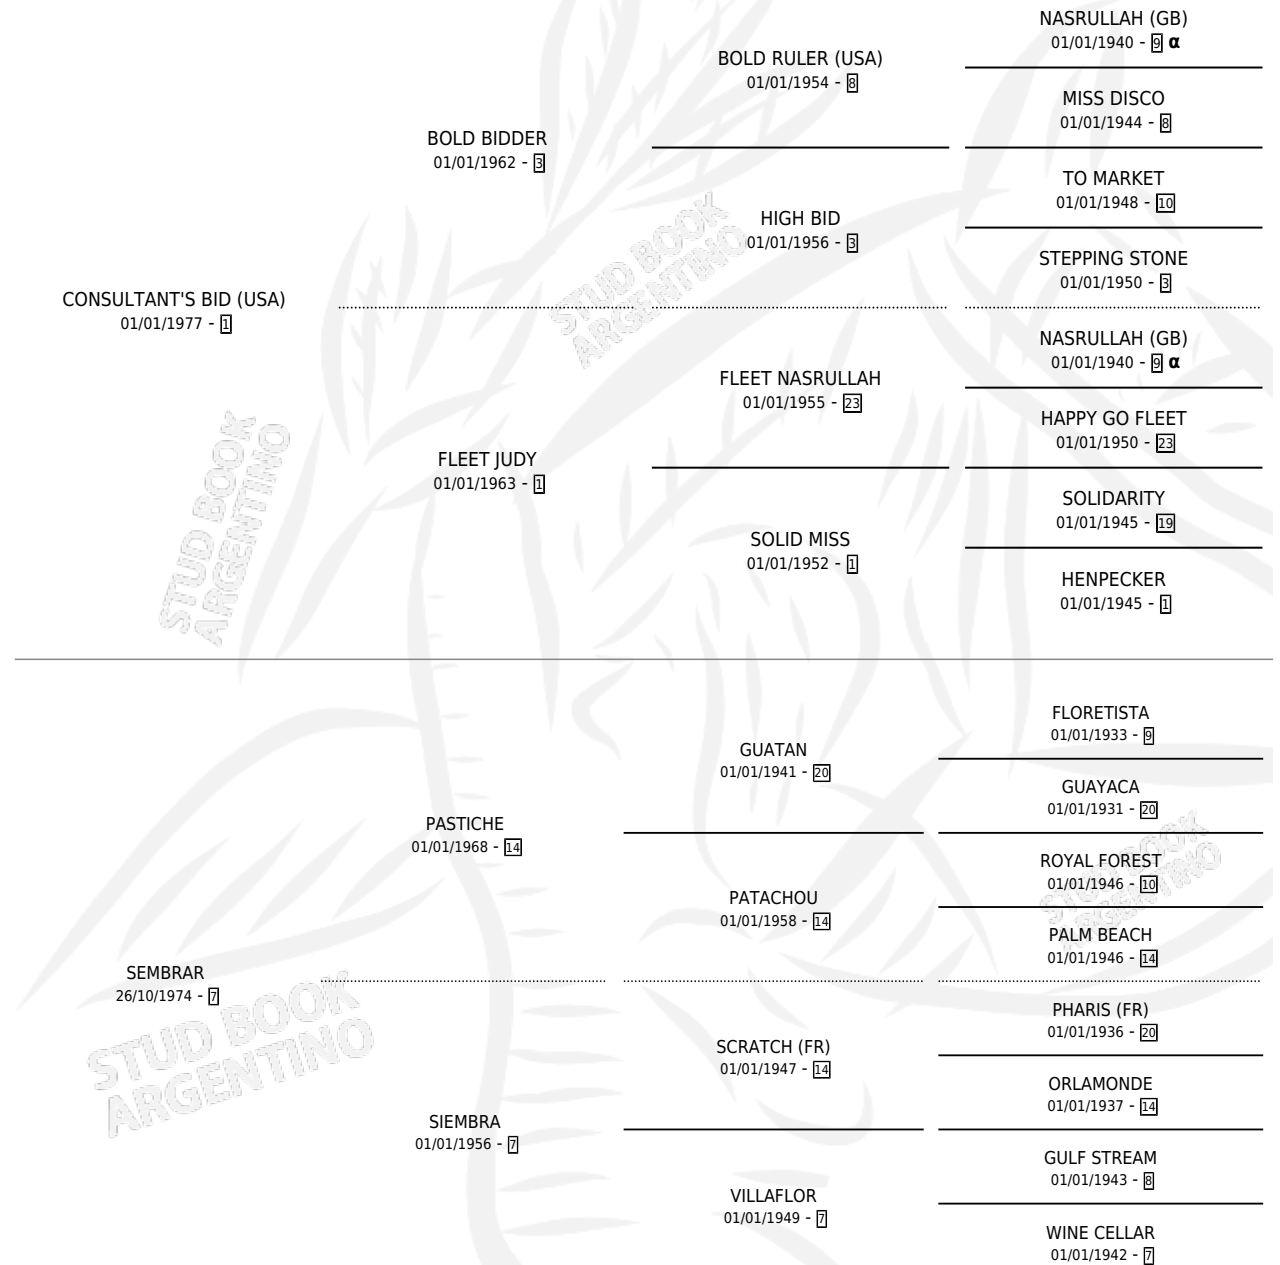 NASRULLAH (GB)
01/01/1940 - 9 α
BOLD RULER (USA)
01/01/1954 - 8
MISS DISCO
01/01/1944 - 8
BOLD BIDDER
01/01/1962 - 3
TO MARKET
01/01/1948 - 10
HIGH BID
01/01/1956 - 3
STEPPING STONE
01/01/1950 - 3
CONSULTANT'S BID (USA)
01/01/1977 - 1
NASRULLAH (GB)
01/01/1940 - 9 α
FLEET NASRULLAH
01/01/1955 - 23
HAPPY GO FLEET
01/01/1950 - 23
FLEET JUDY
01/01/1963 - 1
SOLIDARITY
01/01/1945 - 19
SOLID MISS
01/01/1952 - 1
HENPECKER
01/01/1945 - 1
FLORETISTA
01/01/1933 - 9
GUATAN
01/01/1941 - 20
GUAYACA
01/01/1931 - 20
PASTICHE
01/01/1968 - 14
ROYAL FOREST
01/01/1946 - 10
PATACHOU
01/01/1958 - 14
PALM BEACH
01/01/1946 - 14
SEMBRAR
26/10/1974 - 7
PHARIS (FR)
01/01/1936 - 20
SCRATCH (FR)
01/01/1947 - 14
ORLAMONDE
01/01/1937 - 14
SIEMBRA
01/01/1956 - 7
GULF STREAM
01/01/1943 - 8
VILLAFLOR
01/01/1949 - 7
WINE CELLAR
01/01/1942 - 7
STUD BOOK
ARGENTINO
STUD BOOK
ARGENTINO
STUD BOOK
ARGENTINO
STUD BOOK
ARGENTINO